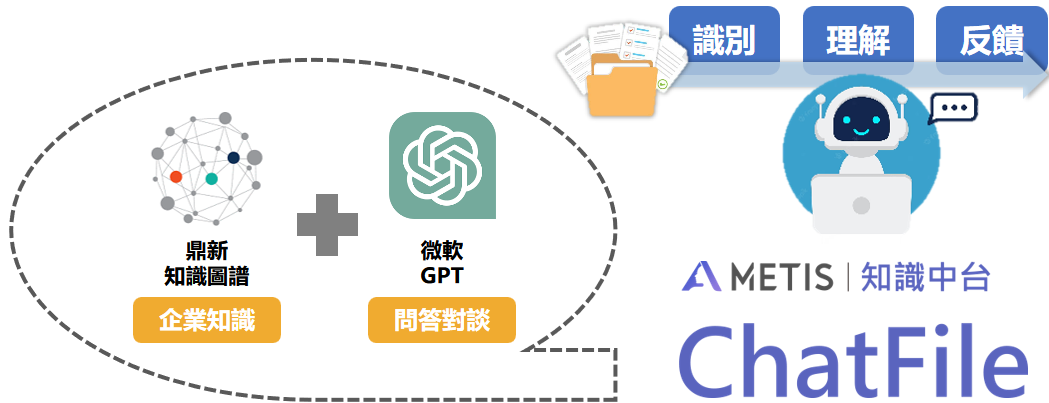 識別
理解
反饋
鼎新
知識圖譜
微軟
GPT
企業知識
問答對談
METIS | 知識中台
ChatFile